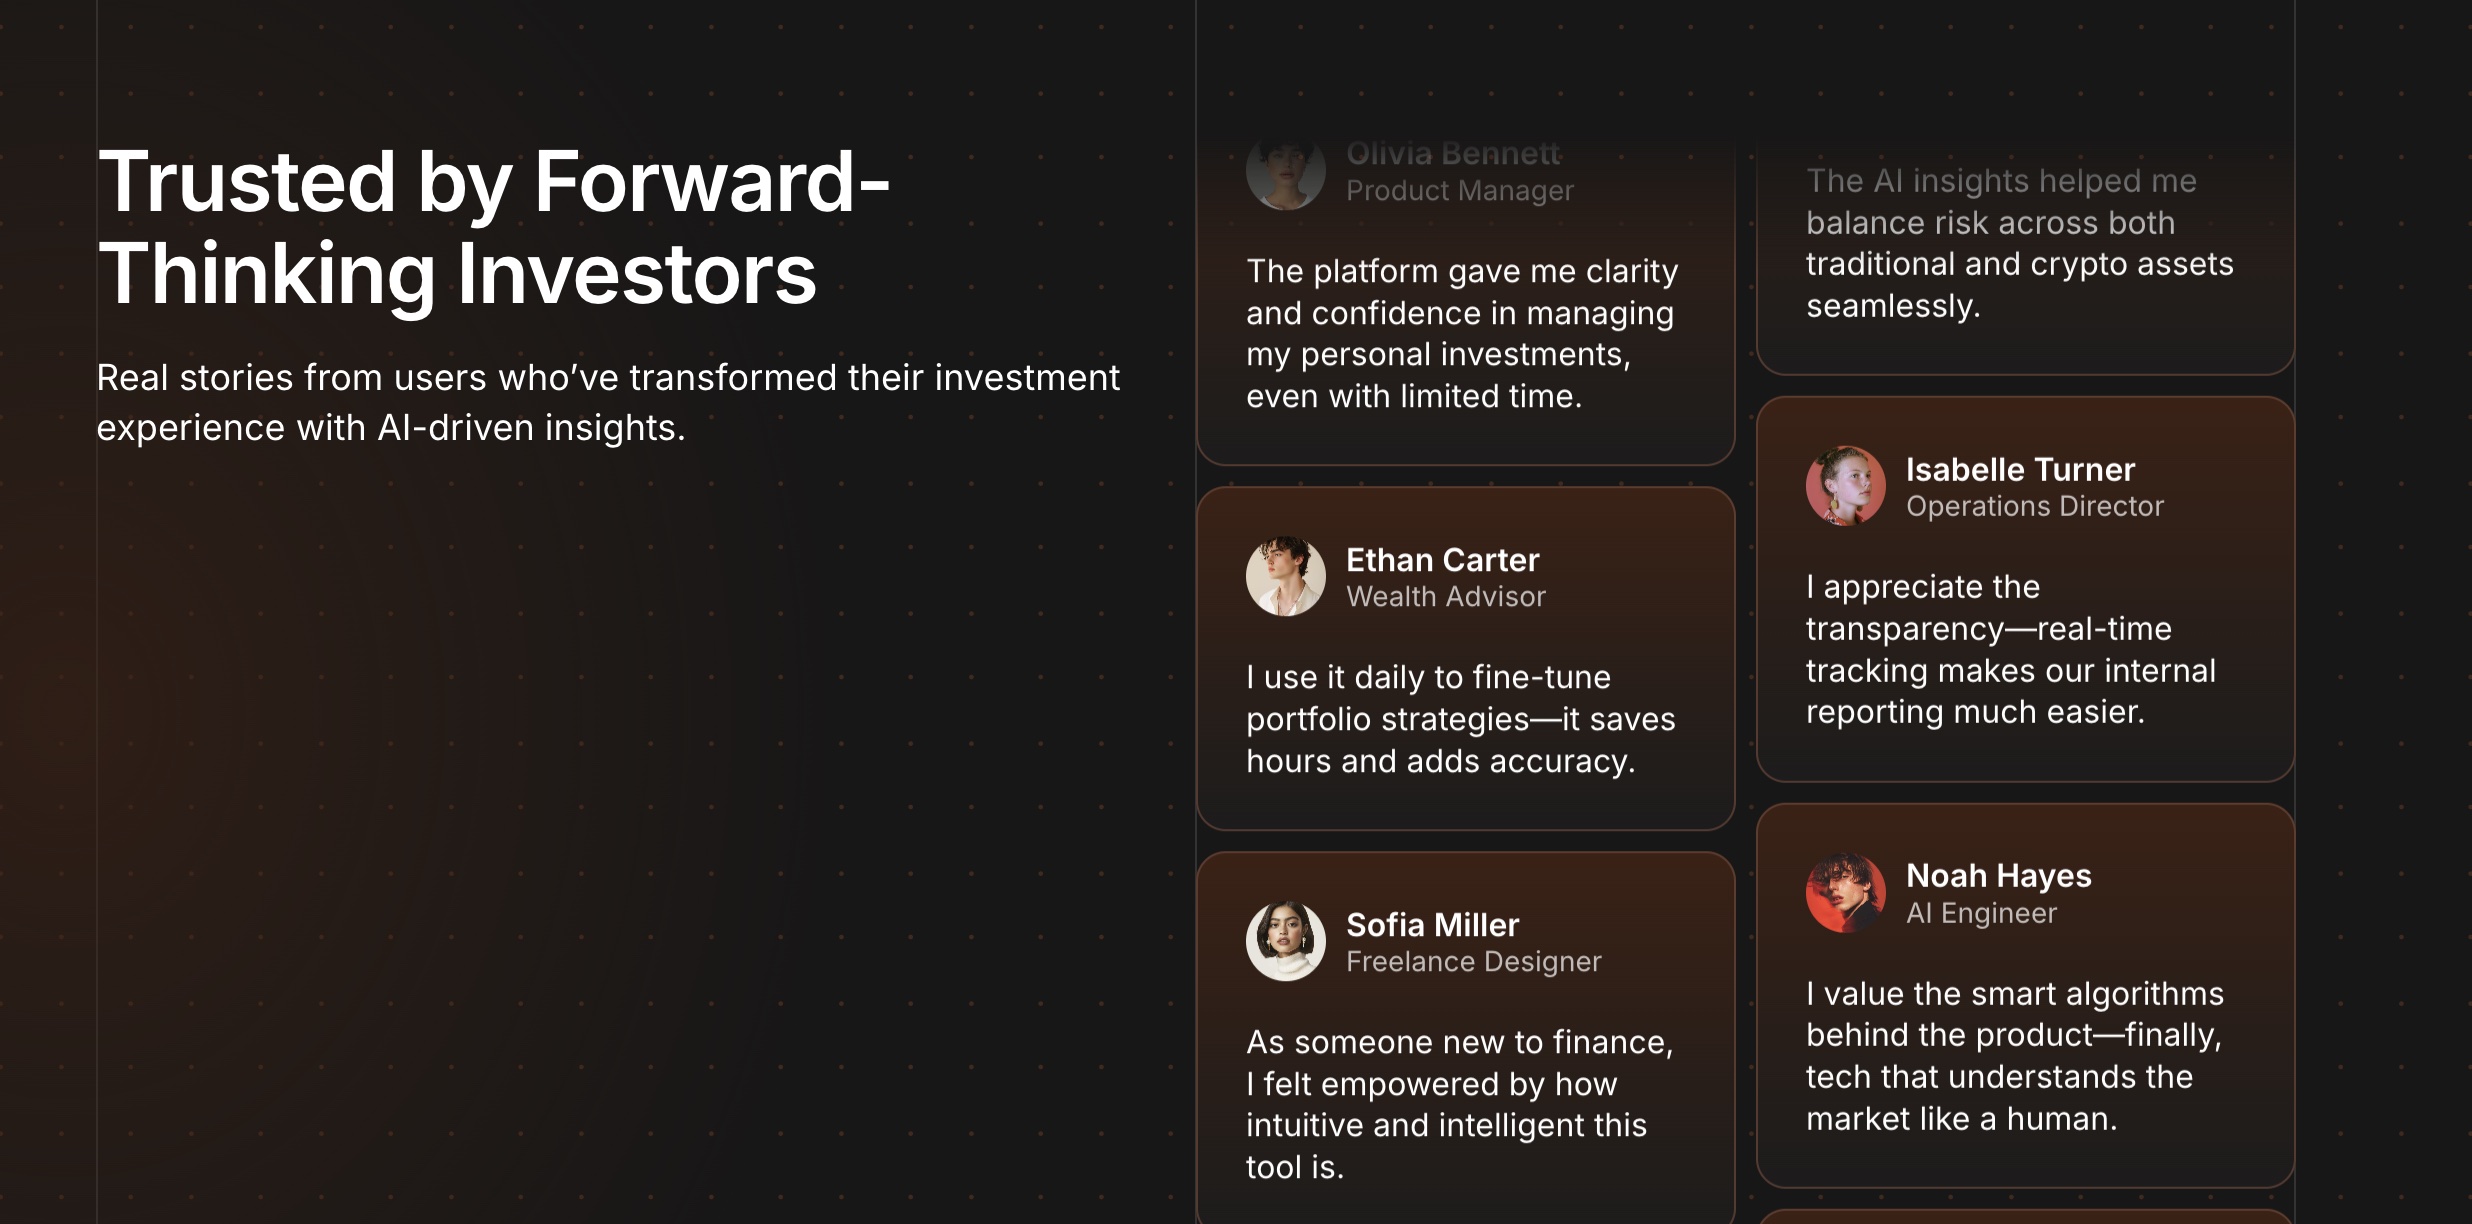 Trusted by Forward-
Thinking Investors
Real stories from users who’ve transformed their investment
experience with AI-driven insights.
Olivia Bennett
Product Manager
The platform gave me clarity
and confidence in managing
my personal investments,
even with limited time.
Ethan Carter
Wealth Advisor
I use it daily to fine-tune
portfolio strategies—it saves
hours and adds accuracy.
Sofia Miller
Freelance Designer
As someone new to finance,
I felt empowered by how
intuitive and intelligent this
tool is.
The AI insights helped me
balance risk across both
traditional and crypto assets
seamlessly.
Isabelle Turner
Operations Director
I appreciate the
transparency—real-time
tracking makes our internal
reporting much easier.
Noah Hayes
AI Engineer
I value the smart algorithms
behind the product—finally,
tech that understands the
market like a human.